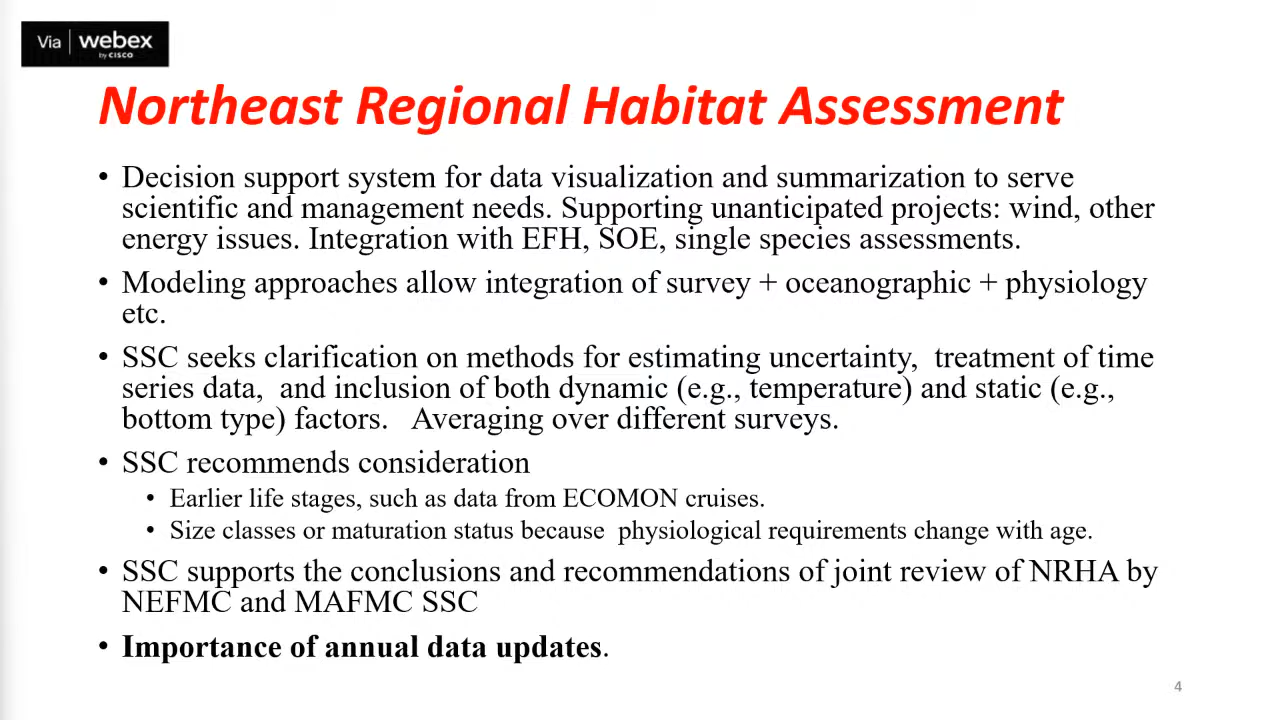 Via webex
by CISCO
Northeast Regional Habitat Assessment
• Decision support system for data visualization and summarization to serve
scientific and management needs. Supporting unanticipated projects: wind, other
energy issues. Integration with EFH, SOE, single species assessments.
• Modeling approaches allow integration of survey + oceanographic + physiology
etc.
• SSC seeks clarification on methods for estimating uncertainty,  treatment of time
series data,  and inclusion of both dynamic (e.g., temperature) and static (e.g.,
bottom type) factors.   Averaging over different surveys.
• SSC recommends consideration
• Earlier life stages, such as data from ECOMON cruises.
• Size classes or maturation status because  physiological requirements change with age.
• SSC supports the conclusions and recommendations of joint review of NRHA by
NEFMC and MAFMC SSC
• Importance of annual data updates.
4